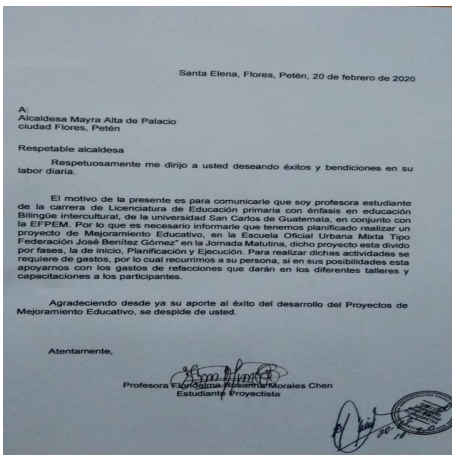 Santa Elena, Flores, Petén, 20 de febrero de 2020
A:
Alcaldesa Mayra Alta de Palacio
ciudad Flores, Petén
Respetable alcaldesa
Respetuosamente me dirijo a usted deseando éxitos y bendiciones en su
labor diaria.
El motivo de la presente es para comunicarle que soy profesora estudiante
de la carrera de Licenciatura de Educación primaria con énfasis en educación
Bilingüe intercultural, de la universidad San Carlos de Guatemala, en conjunto con
la EFPEM. Por lo que es necesario informarle que tenemos planificado realizar un
proyecto de Mejoramiento Educativo, en la Escuela Oficial Urbana Mixta Tipo
Federación José Benítez Gómez" en la Jornada Matutina, dicho proyecto esta divido
por fases, la de inicio, Planificación y Ejecución. Para realizar dichas actividades se
requiere de gastos, por lo cual recurrimos a su persona, si en sus posibilidades esta
apoyarnos con los gastos de refacciones que darán en los diferentes talleres y
capacitaciones a los participantes.
Agradeciendo desde ya su aporte al éxito del desarrollo del Proyectos de
Mejoramiento Educativo, se despide de usted.
Atentamente,
Profesora Floridalma Rosanna Morales Chen
Estudiante Proyectista